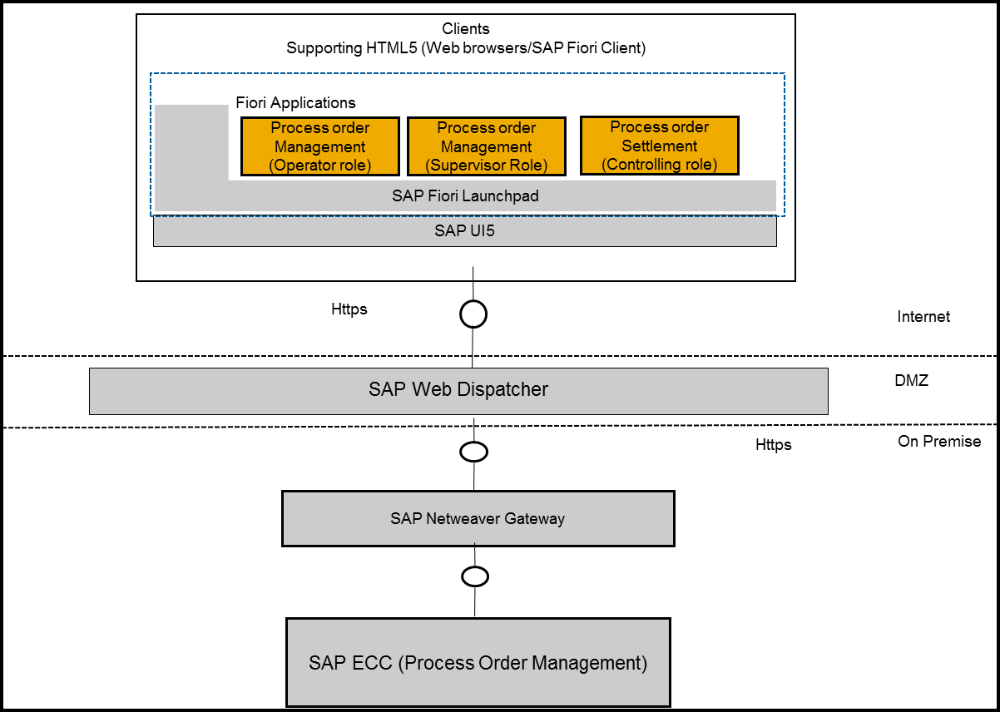 Clients
Supporting HTML5 (Web browsers/SAP Fiori Client)
Fiori Applications
Process order
Management
(Operator role)
Process order
Management
(Supervisor Role)
Process order
Settlement
(Controlling role)
SAP Fiori Launchpad
SAP UI5
Https
Internet
SAP Web Dispatcher
DMZ
Https
On Premise
SAP Netweaver Gateway
SAP ECC (Process Order Management)